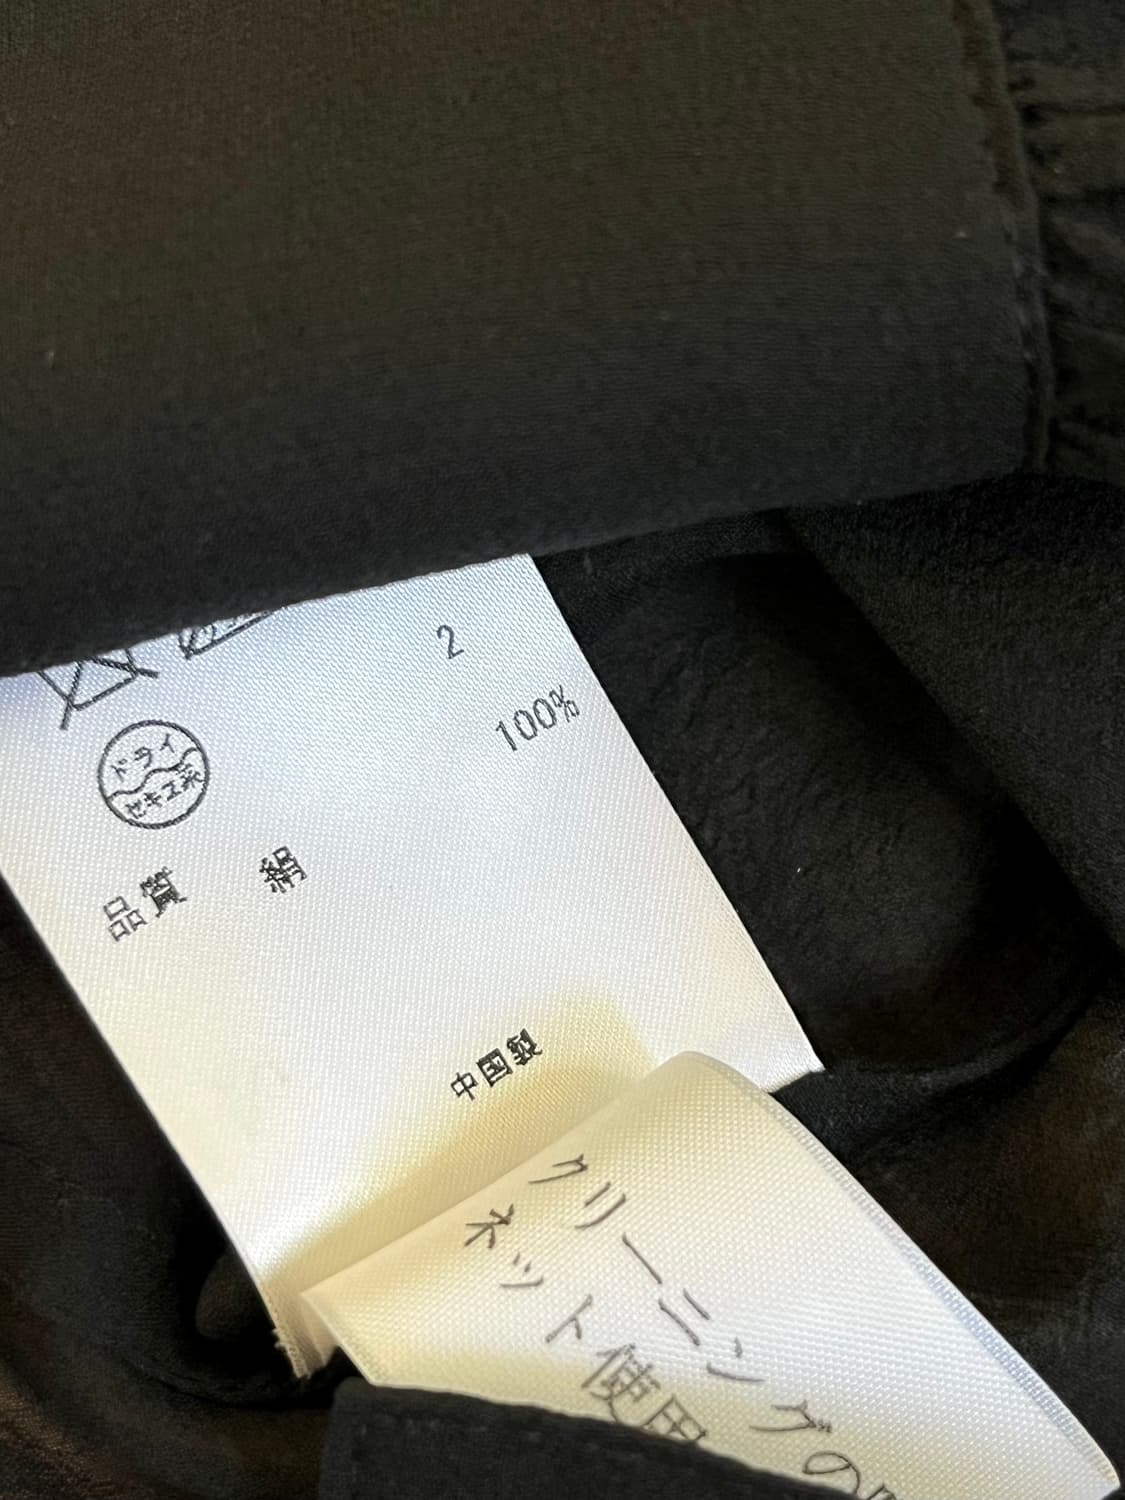 2
ドライ
セキユ系
品質 絹 100%
中国製
クリーニングの
ネット使用